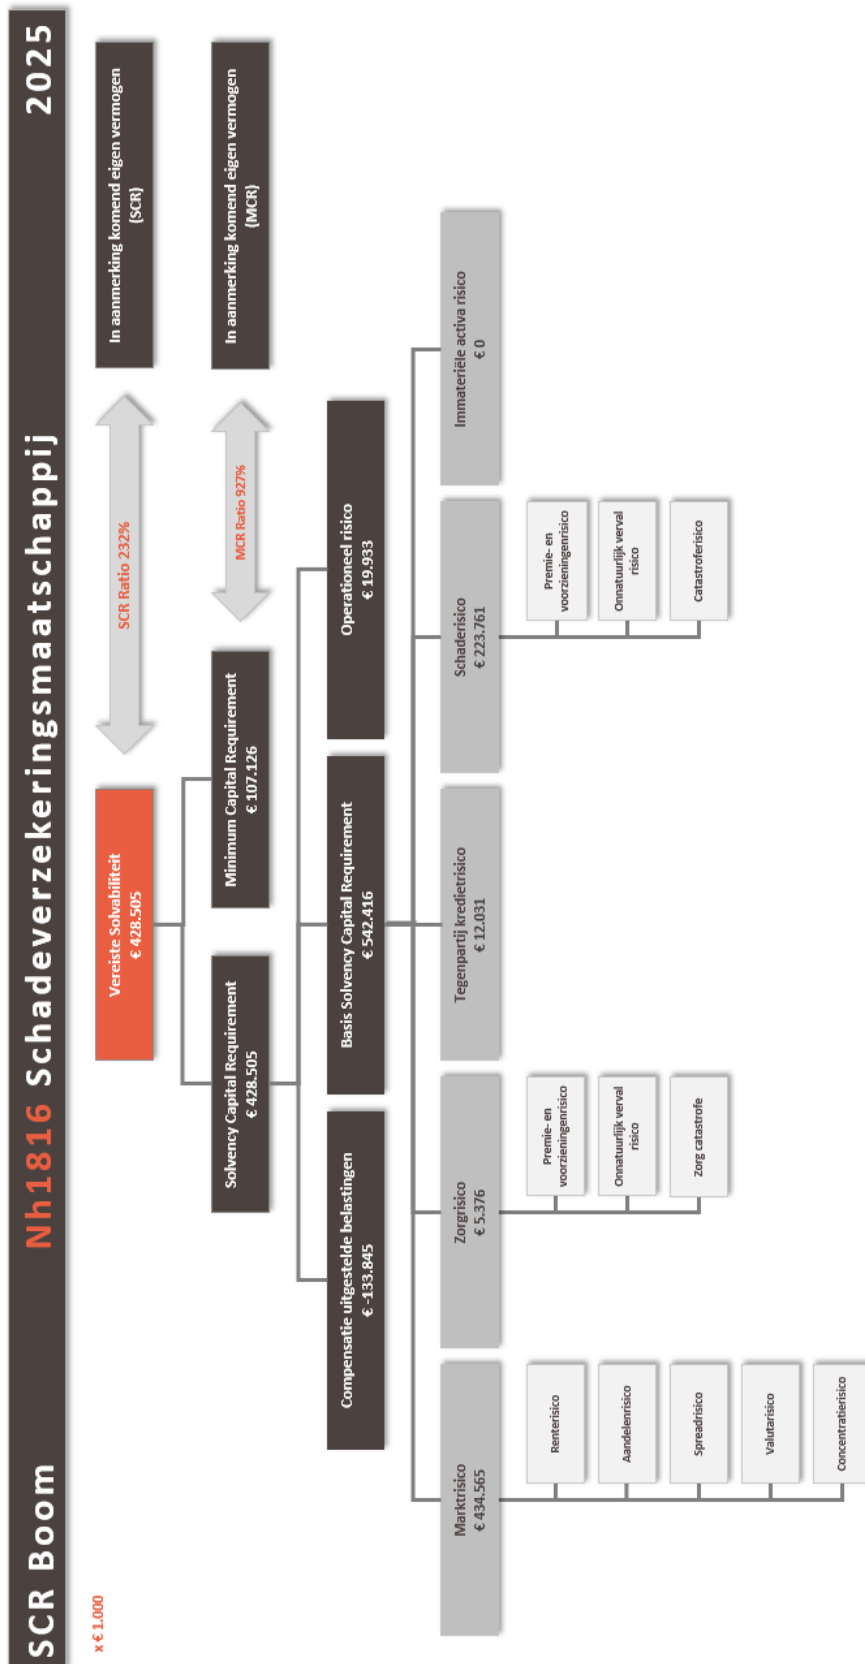 SCR Boom Nh1816 Schadeverzekeringsmaatschappij 2025
x € 1.000
Vereiste Solvabiliteit
€ 428.505
SCR Ratio 232%
In aanmerking komend eigen vermogen
(SCR)
Solvency Capital Requirement
€ 428.505
Minimum Capital Requirement
€ 107.126
MCR Ratio 927%
In aanmerking komend eigen vermogen
(MCR)
Compensatie uitgestelde belastingen
€ -133.845
Basis Solvency Capital Requirement
€ 542.416
Operationeel risico
€ 19.933
Marktrisico
€ 434.565
Zorgrisico
€ 5.376
Tegenpartij kredietrisico
€ 12.031
Schaderisico
€ 223.761
Immateriële activa risico
€ 0
Renterisico
Aandelenrisico
Spreadrisico
Valutarisico
Concentratierisico
Premie- en
voorzieningenrisico
Onnatuurlijk verval
risico
Zorg catastrofe
Premie- en
voorzieningenrisico
Onnatuurlijk verval
risico
Catastroferisico